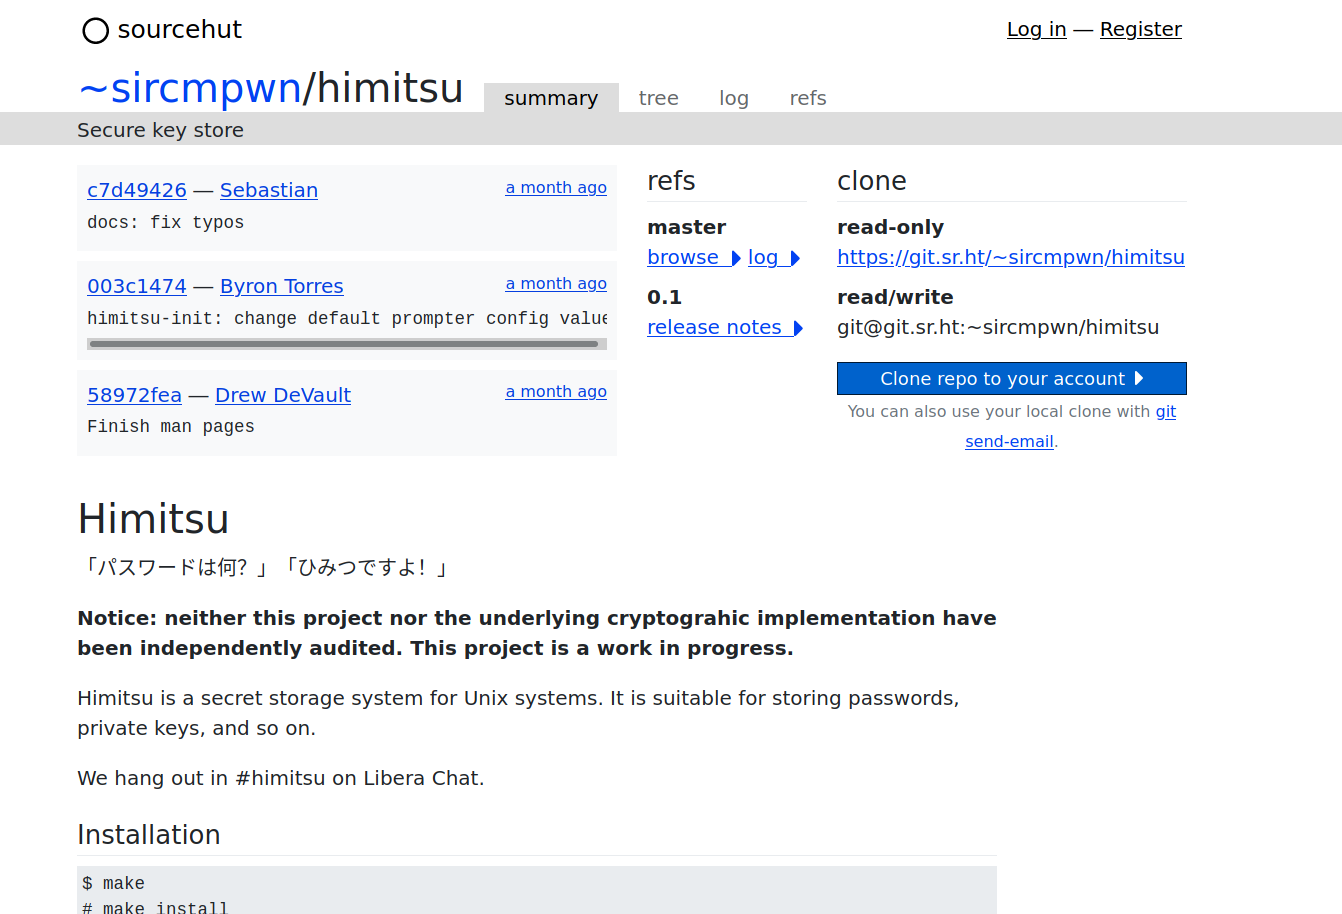 sourcehut
Log in — Register
~sircmpwn/himitsu
summary tree log refs
Secure key store
c7d49426 — Sebastian a month ago
docs: fix typos
003c1474 — Byron Torres a month ago
himitsu-init: change default prompter config value
58972fea — Drew DeVault a month ago
Finish man pages
refs
master
browse log
0.1
release notes
clone
read-only
https://git.sr.ht/~sircmpwn/himitsu
read/write
git@git.sr.ht:~sircmpwn/himitsu
Clone repo to your account
You can also use your local clone with git
send-email.
Himitsu
「パスワードは何？」「ひみつですよ！」
Notice: neither this project nor the underlying cryptograhic implementation have
been independently audited. This project is a work in progress.
Himitsu is a secret storage system for Unix systems. It is suitable for storing passwords,
private keys, and so on.
We hang out in #himitsu on Libera Chat.
Installation
$ make
# make install